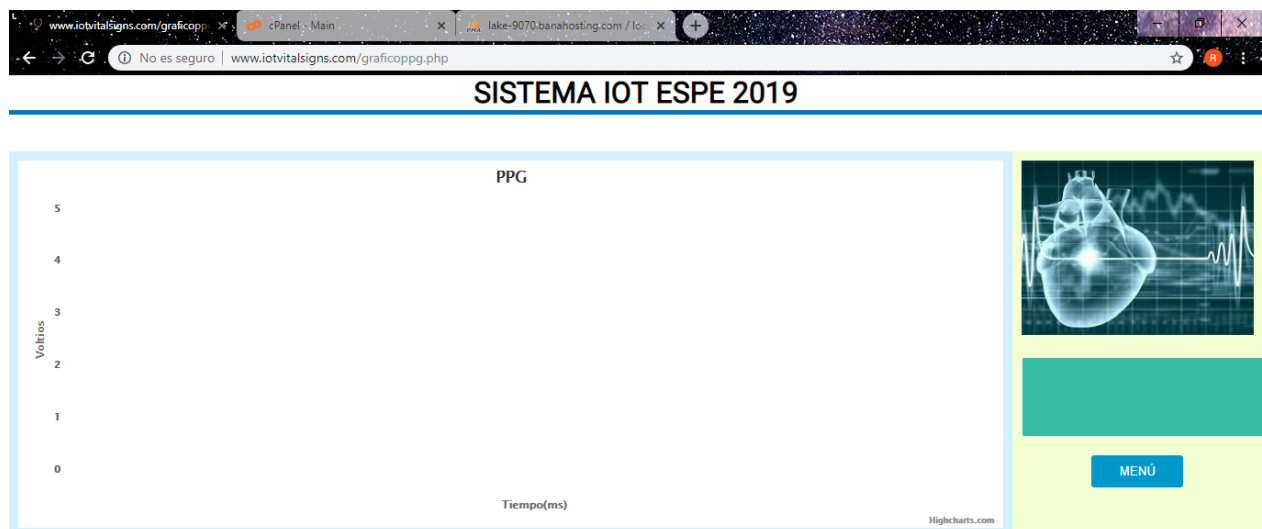 www.iotvitalsigns.com/graficopp
cPanel - Main
lake-9070.banahosting.com / loc
No es seguro | www.iotvitalsigns.com/graficoppg.php
R
SISTEMA IOT ESPE 2019
PPG
5
4
3
2
1
0
Voltios
Tiempo(ms)
Highcharts.com
MENÚ